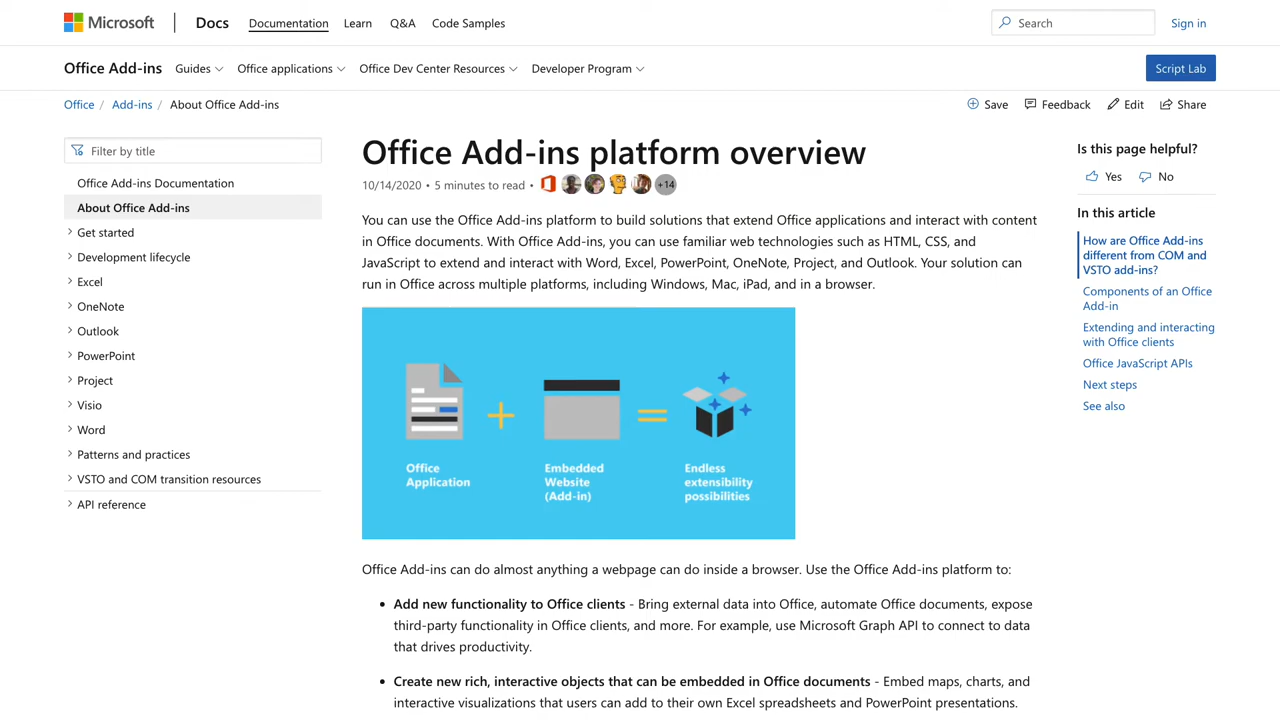 Microsoft Docs Documentation Learn Q&A Code Samples Search Sign in
Office Add-ins Guides Office applications Office Dev Center Resources Developer Program Script Lab
Office / Add-ins / About Office Add-ins Save Feedback Edit Share
Filter by title
Office Add-ins Documentation
About Office Add-ins
Get started
Development lifecycle
Excel
OneNote
Outlook
PowerPoint
Project
Visio
Word
Patterns and practices
VSTO and COM transition resources
API reference
Office Add-ins platform overview
10/14/2020 • 5 minutes to read • +14
You can use the Office Add-ins platform to build solutions that extend Office applications and interact with content
in Office documents. With Office Add-ins, you can use familiar web technologies such as HTML, CSS, and
JavaScript to extend and interact with Word, Excel, PowerPoint, OneNote, Project, and Outlook. Your solution can
run in Office across multiple platforms, including Windows, Mac, iPad, and in a browser.
Office
Application
+
Embedded
Website
(Add-in)
=
Endless
extensibility
possibilities
Office Add-ins can do almost anything a webpage can do inside a browser. Use the Office Add-ins platform to:
• Add new functionality to Office clients - Bring external data into Office, automate Office documents, expose
third-party functionality in Office clients, and more. For example, use Microsoft Graph API to connect to data
that drives productivity.
• Create new rich, interactive objects that can be embedded in Office documents - Embed maps, charts, and
interactive visualizations that users can add to their own Excel spreadsheets and PowerPoint presentations.
Is this page helpful?
Yes No
In this article
How are Office Add-ins
different from COM and
VSTO add-ins?
Components of an Office
Add-in
Extending and interacting
with Office clients
Office JavaScript APIs
Next steps
See also